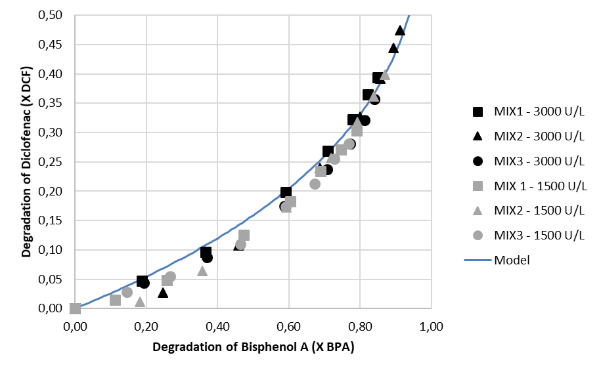 0,50
0,45
0,40
0,35
0,30
0,25
0,20
0,15
0,10
0,05
0,00
Degradation of Diclofenac (X DCF)
0,00 0,20 0,40 0,60 0,80 1,00
Degradation of Bisphenol A (X BPA)
MIX1 - 3000 U/L
MIX2 - 3000 U/L
MIX3 - 3000 U/L
MIX 1 - 1500 U/L
MIX2 - 1500 U/L
MIX3 - 1500 U/L
Model